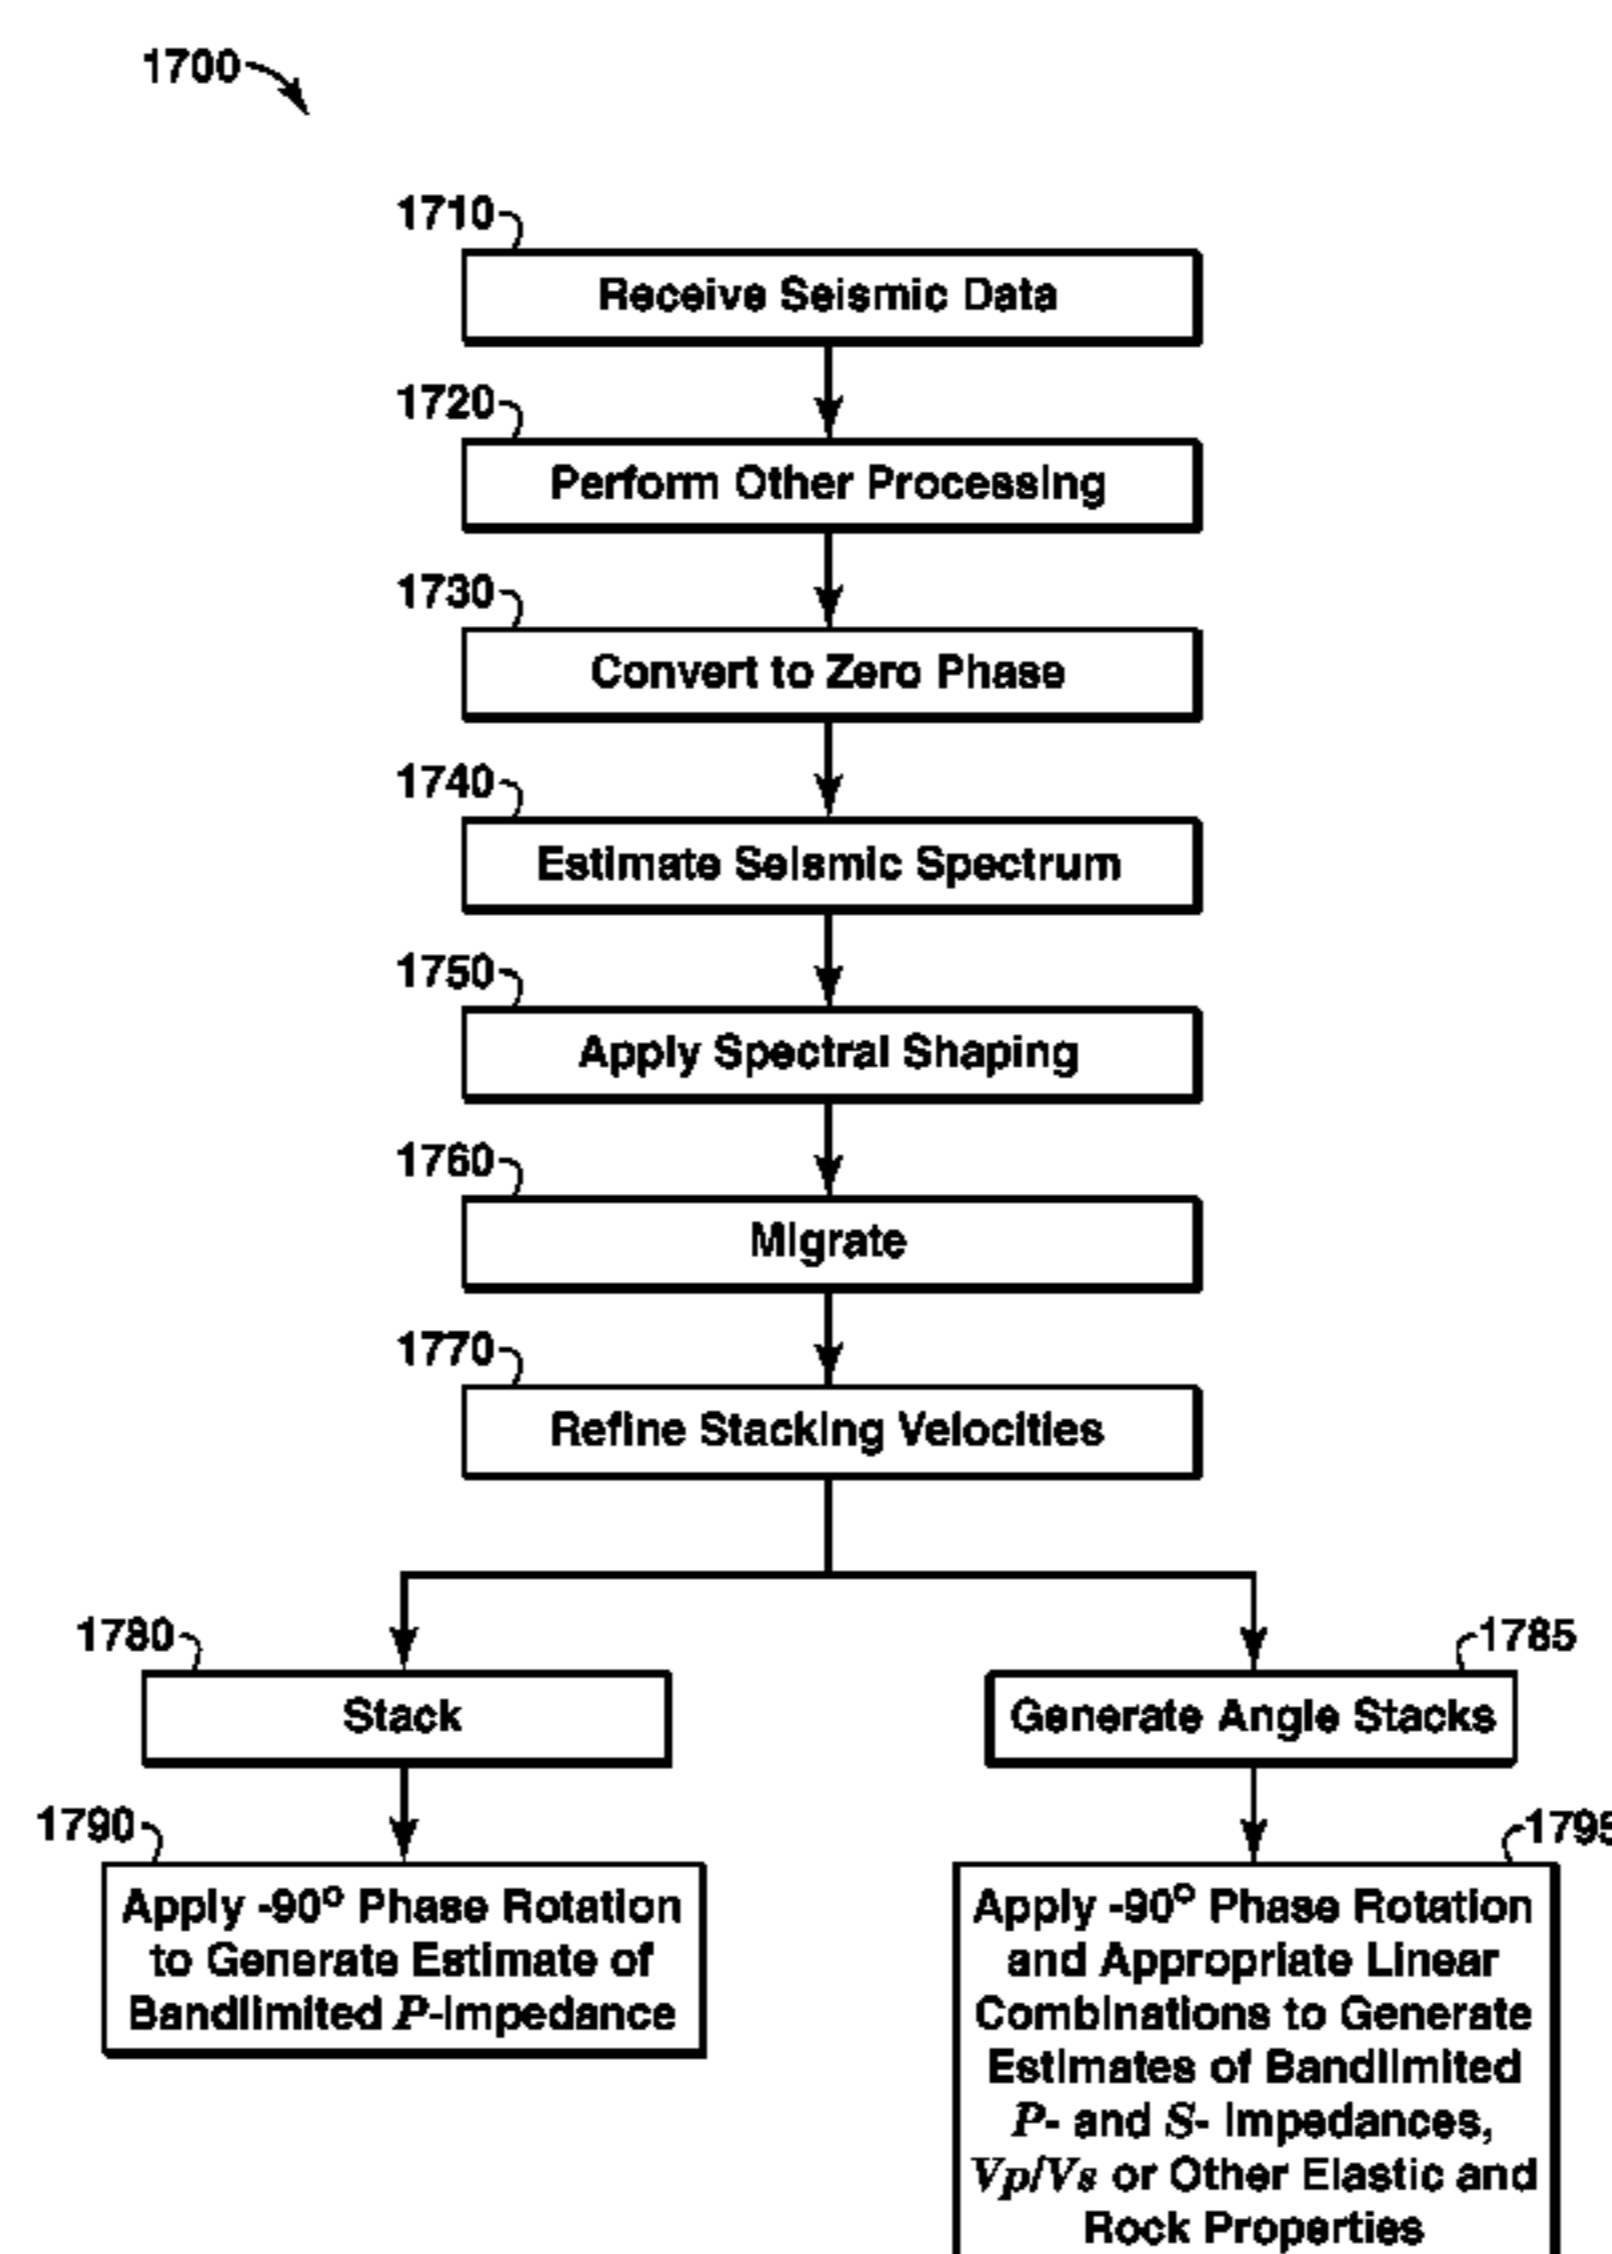 1700
1710
Receive Seismic Data
1720
Perform Other Processing
1730
Convert to Zero Phase
1740
Estimate Seismic Spectrum
1750
Apply Spectral Shaping
1760
Migrate
1770
Refine Stacking Velocities
1780
Stack
1785
Generate Angle Stacks
1790
Apply -90° Phase Rotation
to Generate Estimate of
Bandlimited P-Impedance
1795
Apply -90° Phase Rotation
and Appropriate Linear
Combinations to Generate
Estimates of Bandlimited
P- and S- Impedances,
Vp/Vs or Other Elastic and
Rock Properties